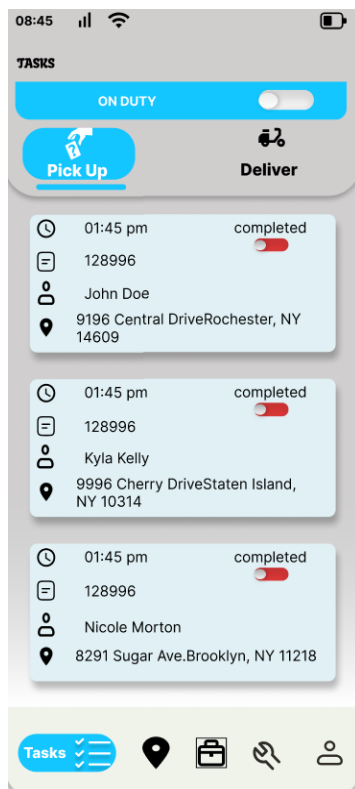 08:45
TASKS
ON DUTY
?
Pick Up
Deliver
01:45 pm
completed
128996
John Doe
9196 Central DriveRochester, NY
14609
01:45 pm
completed
128996
Kyla Kelly
9996 Cherry DriveStaten Island,
NY 10314
01:45 pm
completed
128996
Nicole Morton
8291 Sugar Ave.Brooklyn, NY 11218
Tasks